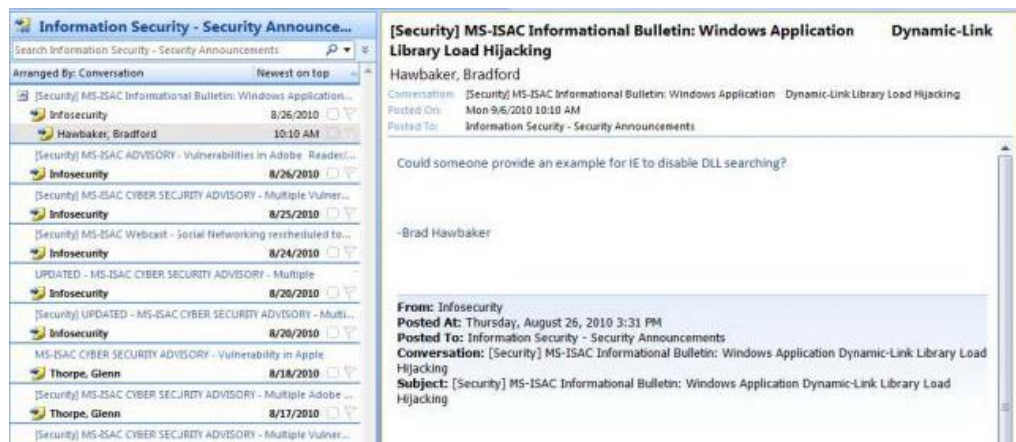 Information Security - Security Announce...
Search Information Security - Security Announcements
Arranged By: Conversation Newest on top
[Security] MS-ISAC Informational Bulletin: Windows Application...
Infosecurity 8/26/2010
Hawbaker, Bradford 10:10 AM
[Security] MS-ISAC ADVISORY - Vulnerabilities in Adobe Reader/...
Infosecurity 8/26/2010
[Security] MS-ISAC CYBER SECURITY ADVISORY - Multiple Vulner...
Infosecurity 8/25/2010
[Security] MS-ISAC Webcast - Social Networking rescheduled to...
Infosecurity 8/24/2010
UPDATED - MS-ISAC CYBER SECURITY ADVISORY - Multiple
Infosecurity 8/20/2010
[Security] UPDATED - MS-ISAC CYBER SECURITY ADVISORY - Multi...
Infosecurity 8/20/2010
MS-ISAC CYBER SECURITY ADVISORY - Vulnerability in Apple
Thorpe, Glenn 8/18/2010
[Security] MS-ISAC CYBER SECURITY ADVISORY - Multiple Adobe ...
Thorpe, Glenn 8/17/2010
[Security] MS-ISAC CYBER SECURITY ADVISORY - Multiple Vulner...
[Security] MS-ISAC Informational Bulletin: Windows Application Dynamic-Link
Library Load Hijacking
Hawbaker, Bradford
Conversation: [Security] MS-ISAC Informational Bulletin: Windows Application Dynamic-Link Library Load Hijacking
Posted On: Mon 9/6/2010 10:10 AM
Posted To: Information Security - Security Announcements
Could someone provide an example for IE to disable DLL searching?
-Brad Hawbaker
From: Infosecurity
Posted At: Thursday, August 26, 2010 3:31 PM
Posted To: Information Security - Security Announcements
Conversation: [Security] MS-ISAC Informational Bulletin: Windows Application Dynamic-Link Library Load
Hijacking
Subject: [Security] MS-ISAC Informational Bulletin: Windows Application Dynamic-Link Library Load
Hijacking